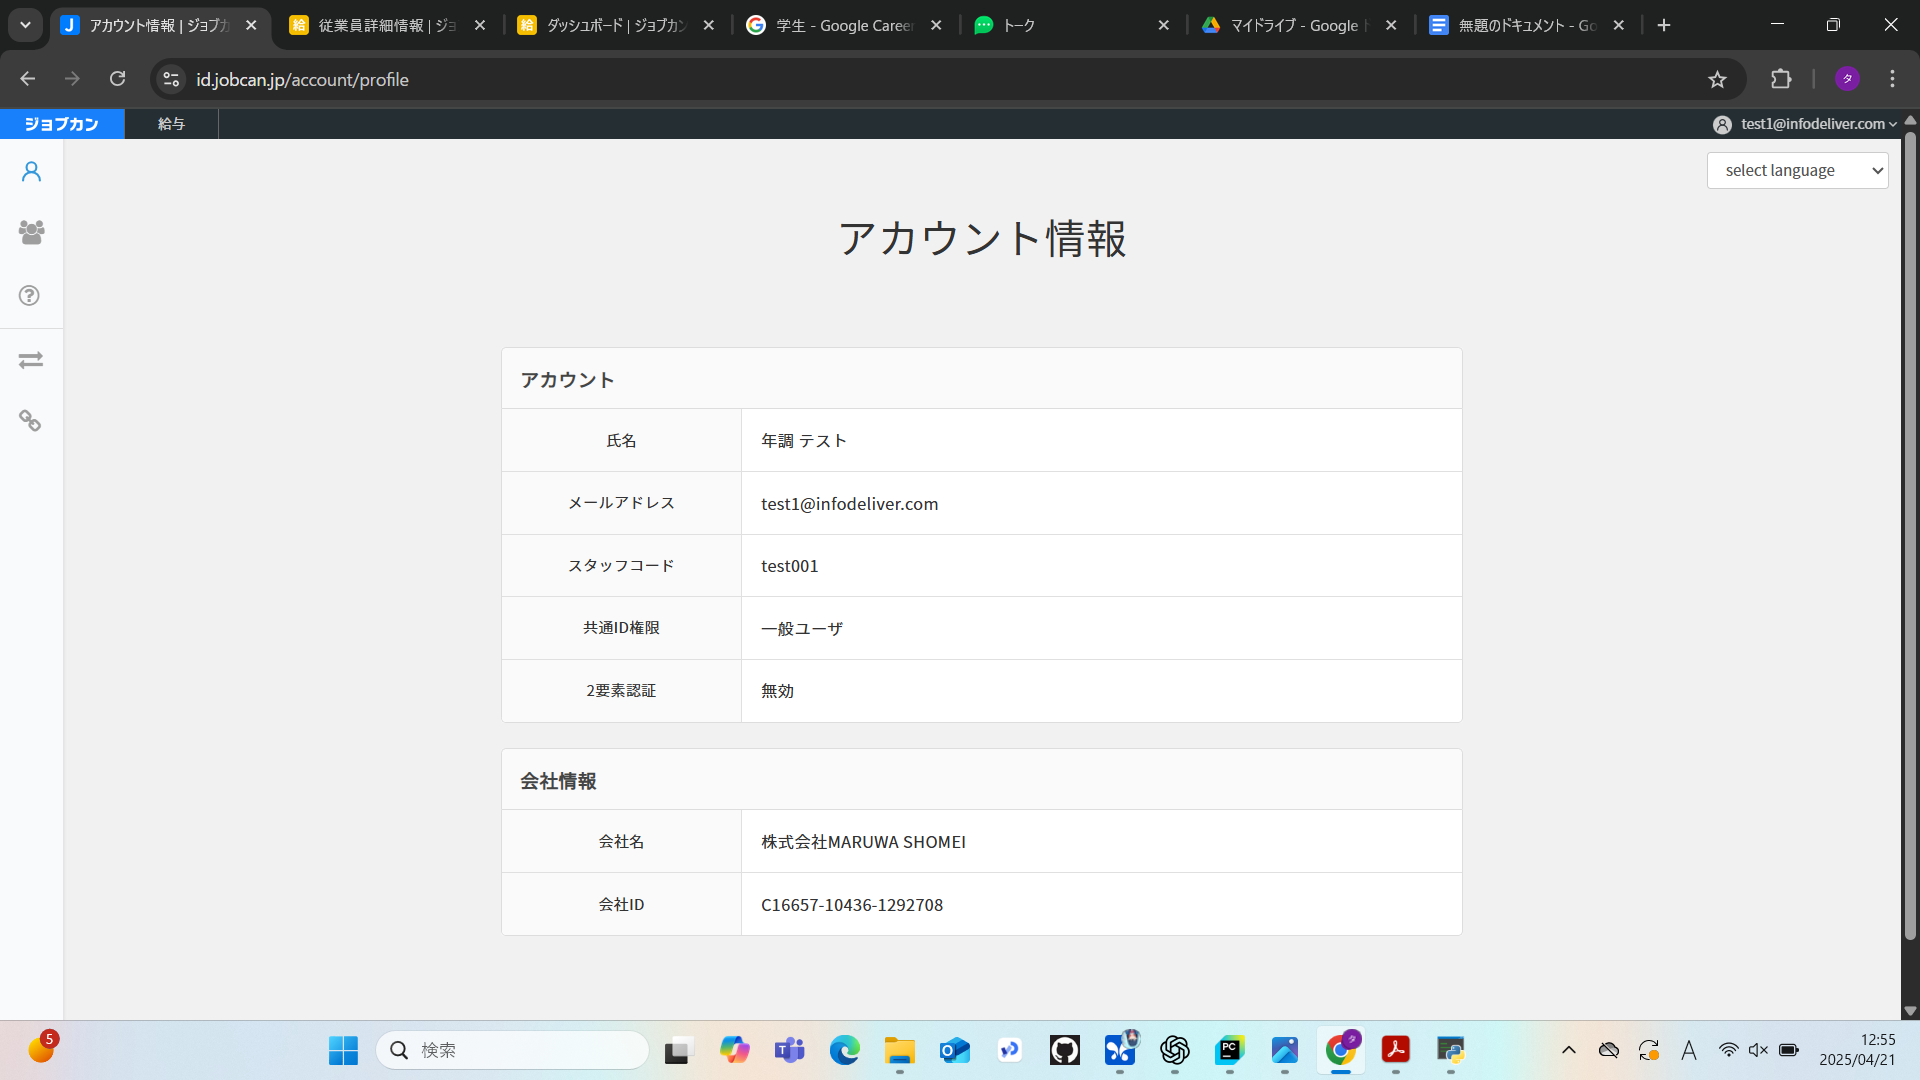 アカウント情報 | ジョブカ
従業員詳細情報 | ジョ
ダッシュボード | ジョブカン
学生 - Google Career
トーク
マイドライブ - Google
無題のドキュメント - Go
id.jobcan.jp/account/profile
タ
ジョブカン
給与
test1@infodeliver.com
select language
アカウント情報
アカウント
氏名 年調 テスト
メールアドレス test1@infodeliver.com
スタッフコード test001
共通ID権限 一般ユーザ
2要素認証 無効
会社情報
会社名 株式会社MARUWA SHOMEI
会社ID C16657-10436-1292708
5
検索
A
12:55
2025/04/21